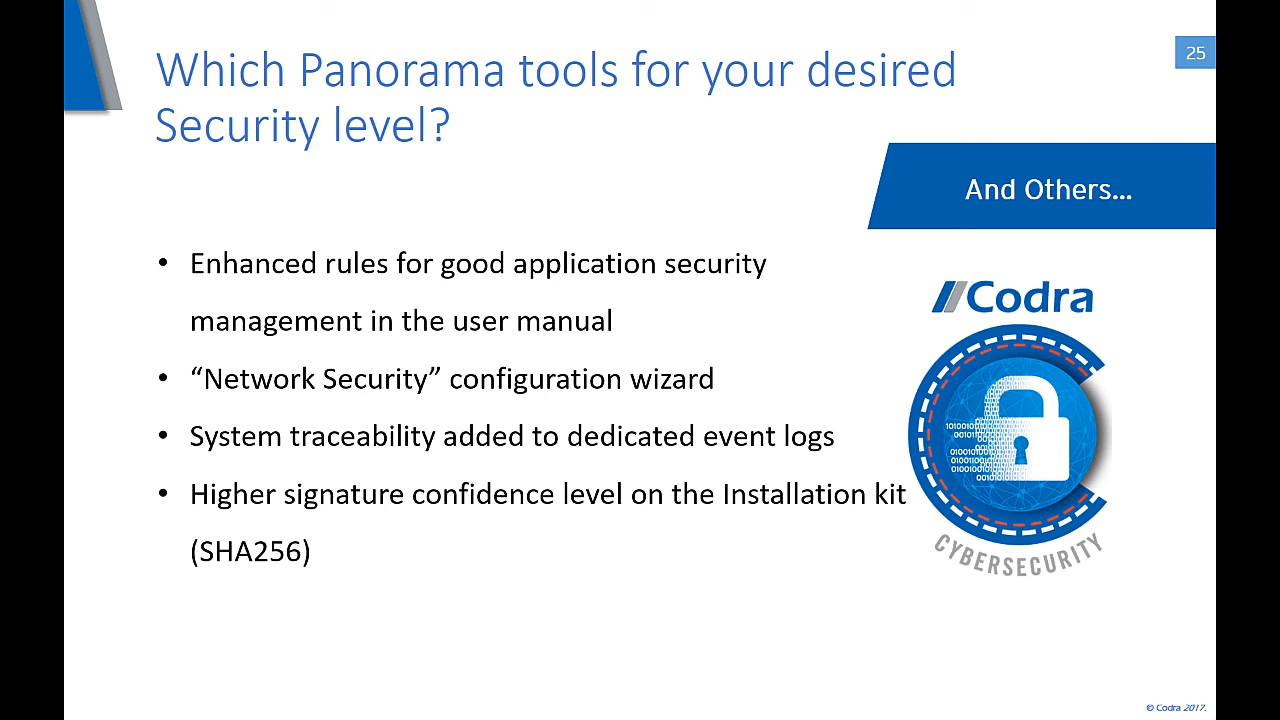 Which Panorama tools for your desired
Security level?
25
And Others...
• Enhanced rules for good application security
management in the user manual
• “Network Security” configuration wizard
• System traceability added to dedicated event logs
• Higher signature confidence level on the Installation kit
(SHA256)
Codra
CYBERSECURITY
© Codra 2017.